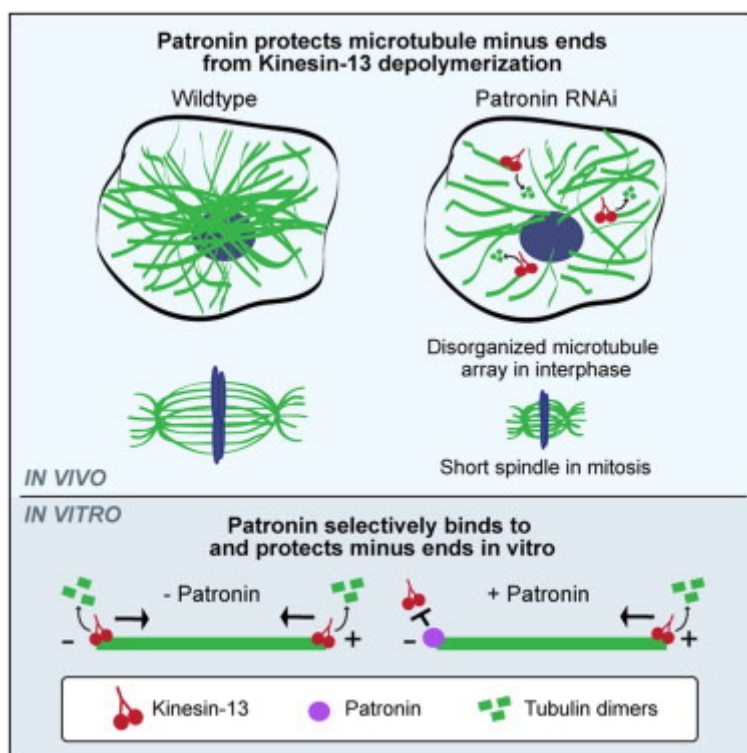 Patronin protects microtubule minus ends
from Kinesin-13 depolymerization
Wildtype
Patronin RNAi
Disorganized microtubule
array in interphase
Short spindle in mitosis
IN VIVO
IN VITRO
Patronin selectively binds to
and protects minus ends in vitro
- Patronin
+ Patronin
- +
- +
Kinesin-13
Patronin
Tubulin dimers